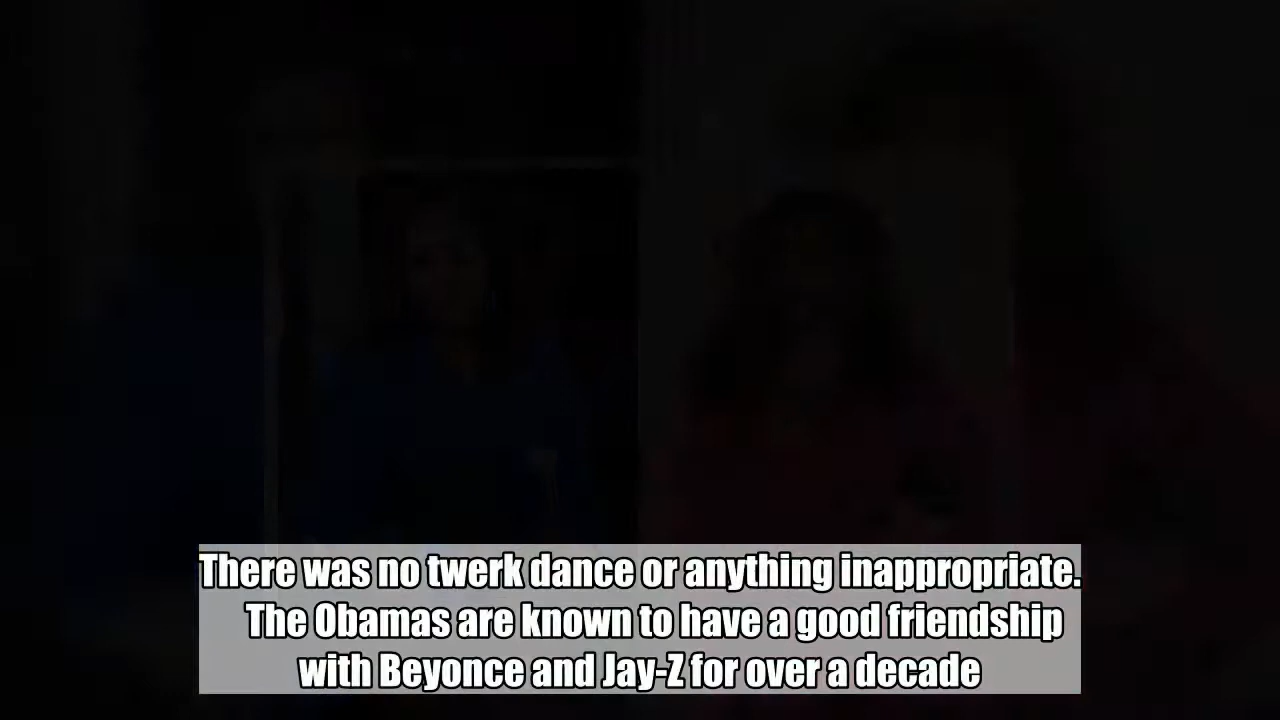 There was no twerk dance or anything inappropriate.
The Obamas are known to have a good friendship
with Beyonce and Jay-Z for over a decade